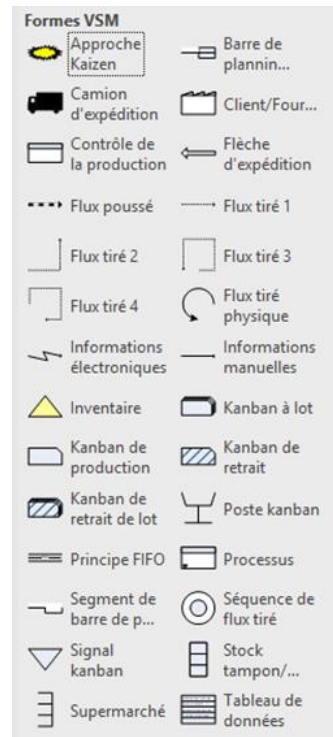 Formes VSM
Approche
Kaizen
Barre de
plannin...
Camion
d'expédition
Client/Four...
Contrôle de
la production
Flèche
d'expédition
Flux poussé
Flux tiré 1
Flux tiré 2
Flux tiré 3
Flux tiré 4
Flux tiré
physique
Informations
électroniques
Informations
manuelles
Inventaire
Kanban à lot
Kanban de
production
Kanban de
retrait
Kanban de
retrait de lot
Poste kanban
Principe FIFO
Processus
Segment de
barre de p...
Séquence de
flux tiré
Signal
kanban
Stock
tampon/...
Supermarché
Tableau de
données